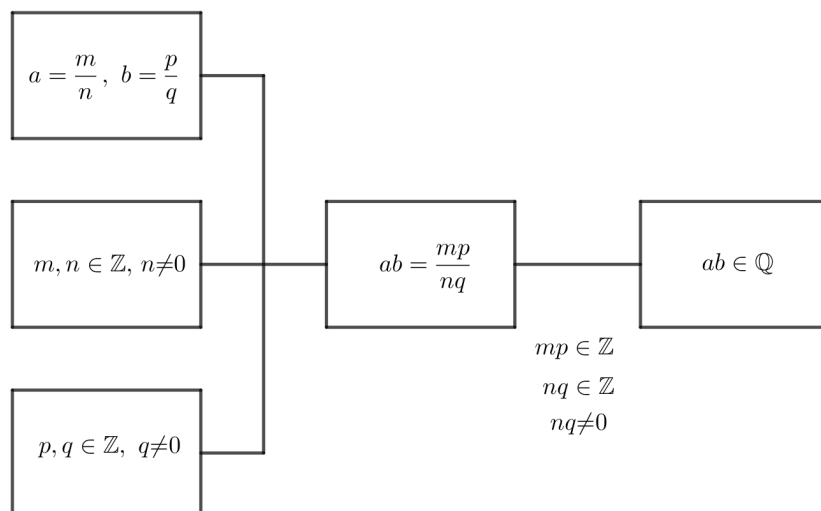 a = m/n, b = p/q
m, n ∈ ℤ, n≠0
p, q ∈ ℤ, q≠0
ab = mp/nq
mp ∈ ℤ
nq ∈ ℤ
nq≠0
ab ∈ ℚ